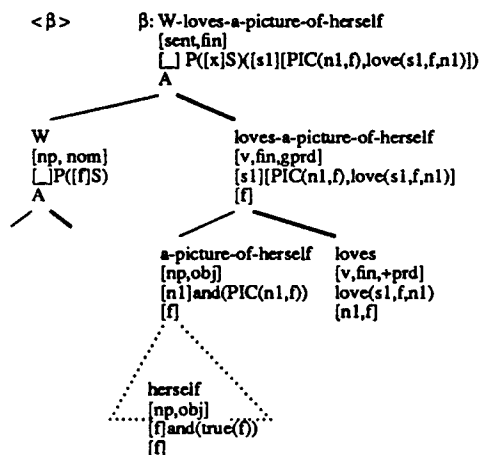 < β >
β: W-loves-a-picture-of-herself
[sent,fin]
[_] P([x]S)([s1][PIC(n1,f),love(s1,f,n1)])
A
W
[np, nom]
[_]P([f]S)
A
loves-a-picture-of-herself
[v,fin,gprd]
[s1][PIC(n1,f),love(s1,f,n1)]
[f]
a-picture-of-herself
[np,obj]
[n1]and(PIC(n1,f))
[f]
loves
[v,fin,+prd]
love(s1,f,n1)
[n1,f]
herself
[np,obj]
[f]and(true(f))
[f]